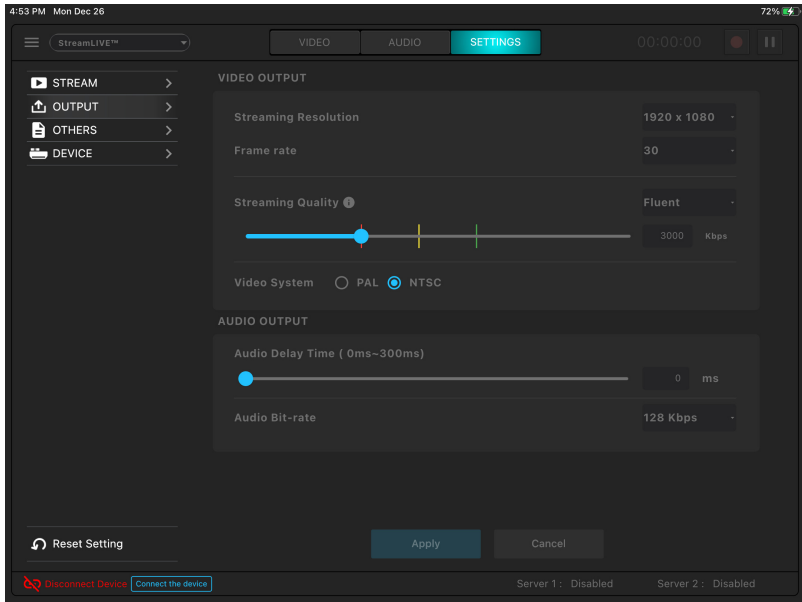 4:53 PM Mon Dec 26 72%
StreamLIVE™ VIDEO AUDIO SETTINGS 00:00:00
STREAM
OUTPUT
OTHERS
DEVICE
VIDEO OUTPUT
Streaming Resolution 1920 x 1080
Frame rate 30
Streaming Quality Fluent
3000 Kbps
Video System PAL NTSC
AUDIO OUTPUT
Audio Delay Time ( 0ms~300ms)
0 ms
Audio Bit-rate 128 Kbps
Reset Setting Apply Cancel
Disconnect Device Connect the device Server 1 : Disabled Server 2 : Disabled